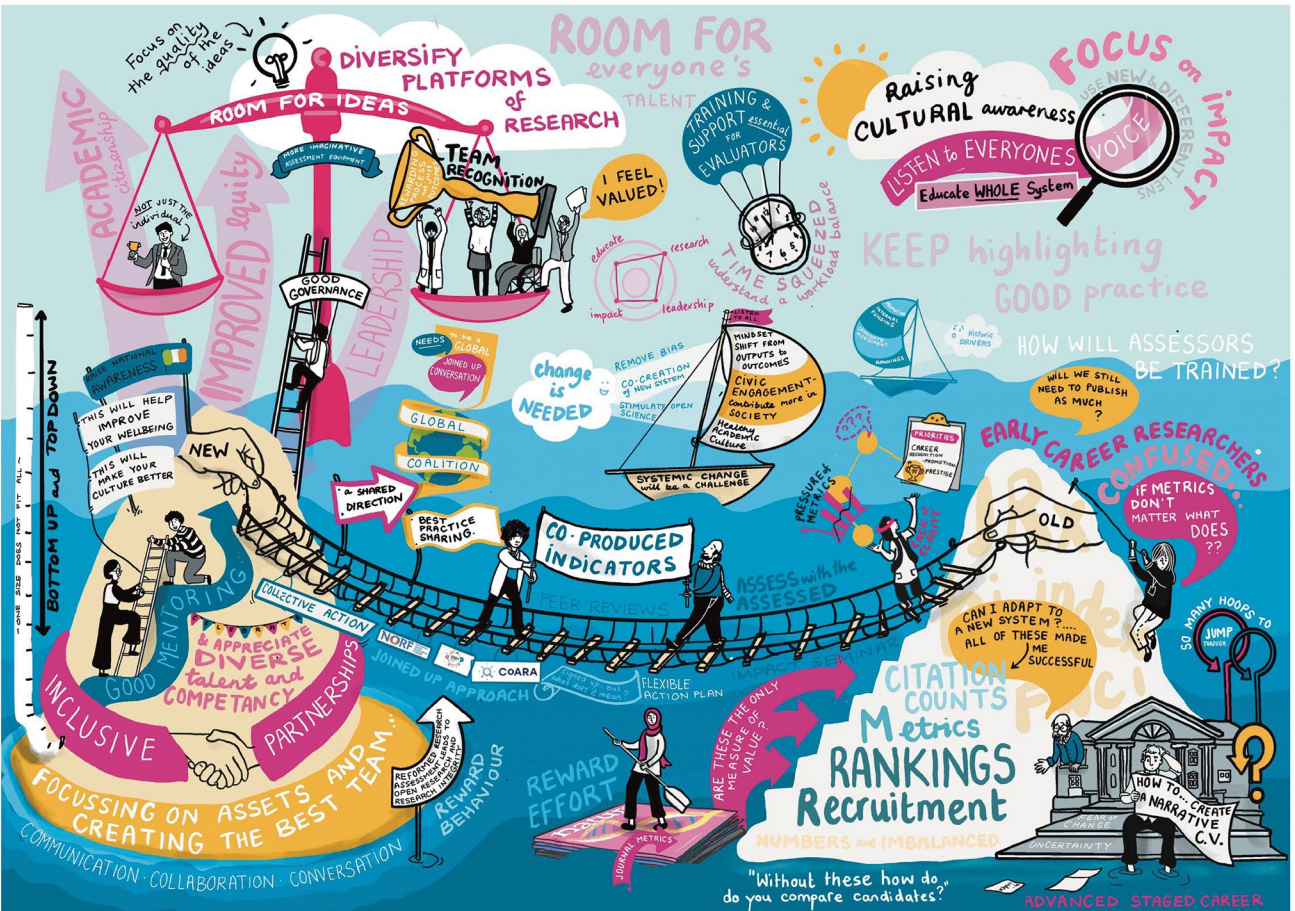 Focus on
the quality
of the
ideas
DIVERSIFY
PLATFORMS
of
RESEARCH
ROOM FOR IDEAS
MORE IMAGINATIVE
ASSESSMENT EQUIPMENT
ROOM FOR
everyone's
TALENT
TRAINING &
SUPPORT essential
FOR
EVALUATORS
TIME SQUEEZED
understand a workload balance
Raising
CULTURAL awareness
LISTEN to EVERYONES
VOICE
Educate WHOLE System
FOCUS on IMPACT
USE NEW & DIFFERENT LENS
KEEP highlighting
GOOD practice
ACADEMIC
citizenship
IMPROVED equity
LEADERSHIP
NOT JUST THE
individual
REWARDING
PROCESS
not just
OUTCOME
TEAM
RECOGNITION
I FEEL
VALUED!
educate
research
impact
leadership
GOOD
GOVERNANCE
NEEDS
to be a
GLOBAL
JOINED UP
CONVERSATION
GLOBAL
COALITION
change
is
NEEDED
REMOVE BIAS
CO-CREATION
of NEW SYSTEM
STIMULATE OPEN
SCIENCE
LISTEN
TO ALL
MINDSET
SHIFT FROM
OUTPUTS to
OUTCOMES
CIVIC
ENGAGEMENT-
Contribute more in
SOCIETY
Healthy
ACADEMIC
Culture
SYSTEMIC CHANGE
will be a CHALLENGE
FUNDING
RANKINGS
Historic
DRIVERS
HOW WILL ASSESSORS
BE TRAINED?
WILL WE STILL
NEED TO PUBLISH
AS MUCH
?
EARLY CAREER RESEARCHERS
CONFUSED...
IF METRICS
DON'T
MATTER WHAT
DOES
??
PRIORITIES
CAREER
RECOGNITION
-PROMOTION
-PRESTIGE
????
PRESSURE of
METRICS
LACK of
CLARITY
OLD
RAISE NATIONAL
AWARENESS
THIS WILL HELP
IMPROVE
YOUR WELLBEING
THIS WILL
MAKE YOUR
CULTURE BETTER
NEW
BOTTOM UP and TOP DOWN
ONE SIZE DOES NOT FIT ALL
a SHARED
DIRECTION
BEST
PRACTICE
SHARING.
CO-PRODUCED
INDICATORS
PEER REVIEWS
ASSESS with the
ASSESSED
IMPACT SEMINAR
COLLECTIVE ACTION
NORF
CoARA
JOINED UP APPROACH
signed up... but
what does it mean?
FLEXIBLE
ACTION PLAN
GOOD MENTORING
CELEBRATE
& APPRECIATE
DIVERSE
talent and
COMPETANCY
INCLUSIVE
PARTNERSHIPS
FOCUSSING ON ASSETS AND
CREATING THE BEST TEAM."
COMMUNICATION · COLLABORATION · CONVERSATION
REFORMED RESEARCH
ASSESSMENT LEADS TO
OPEN RESEARCH AND
RESEARCH INTEGRITY
REWARD
BEHAVIOUR
REWARD
EFFORT
JOURNAL METRICS
ARE THESE THE ONLY
MEASURE OF
VALUE?
CAN I ADAPT TO
A NEW SYSTEM?....
ALL OF THESE MADE
ME
SUCCESSFUL
CITATION
COUNTS
Metrics
RANKINGS
Recruitment
NUMBERS are IMBALANCED
"Without these how do
do you compare candidates?"
SO MANY HOOPS TO
JUMP
THROUGH
HOW TO... CREATE
A NARRATIVE
C.V.
FEAR OF
CHANGE
UNCERTAINTY
ADVANCED STAGED CAREER